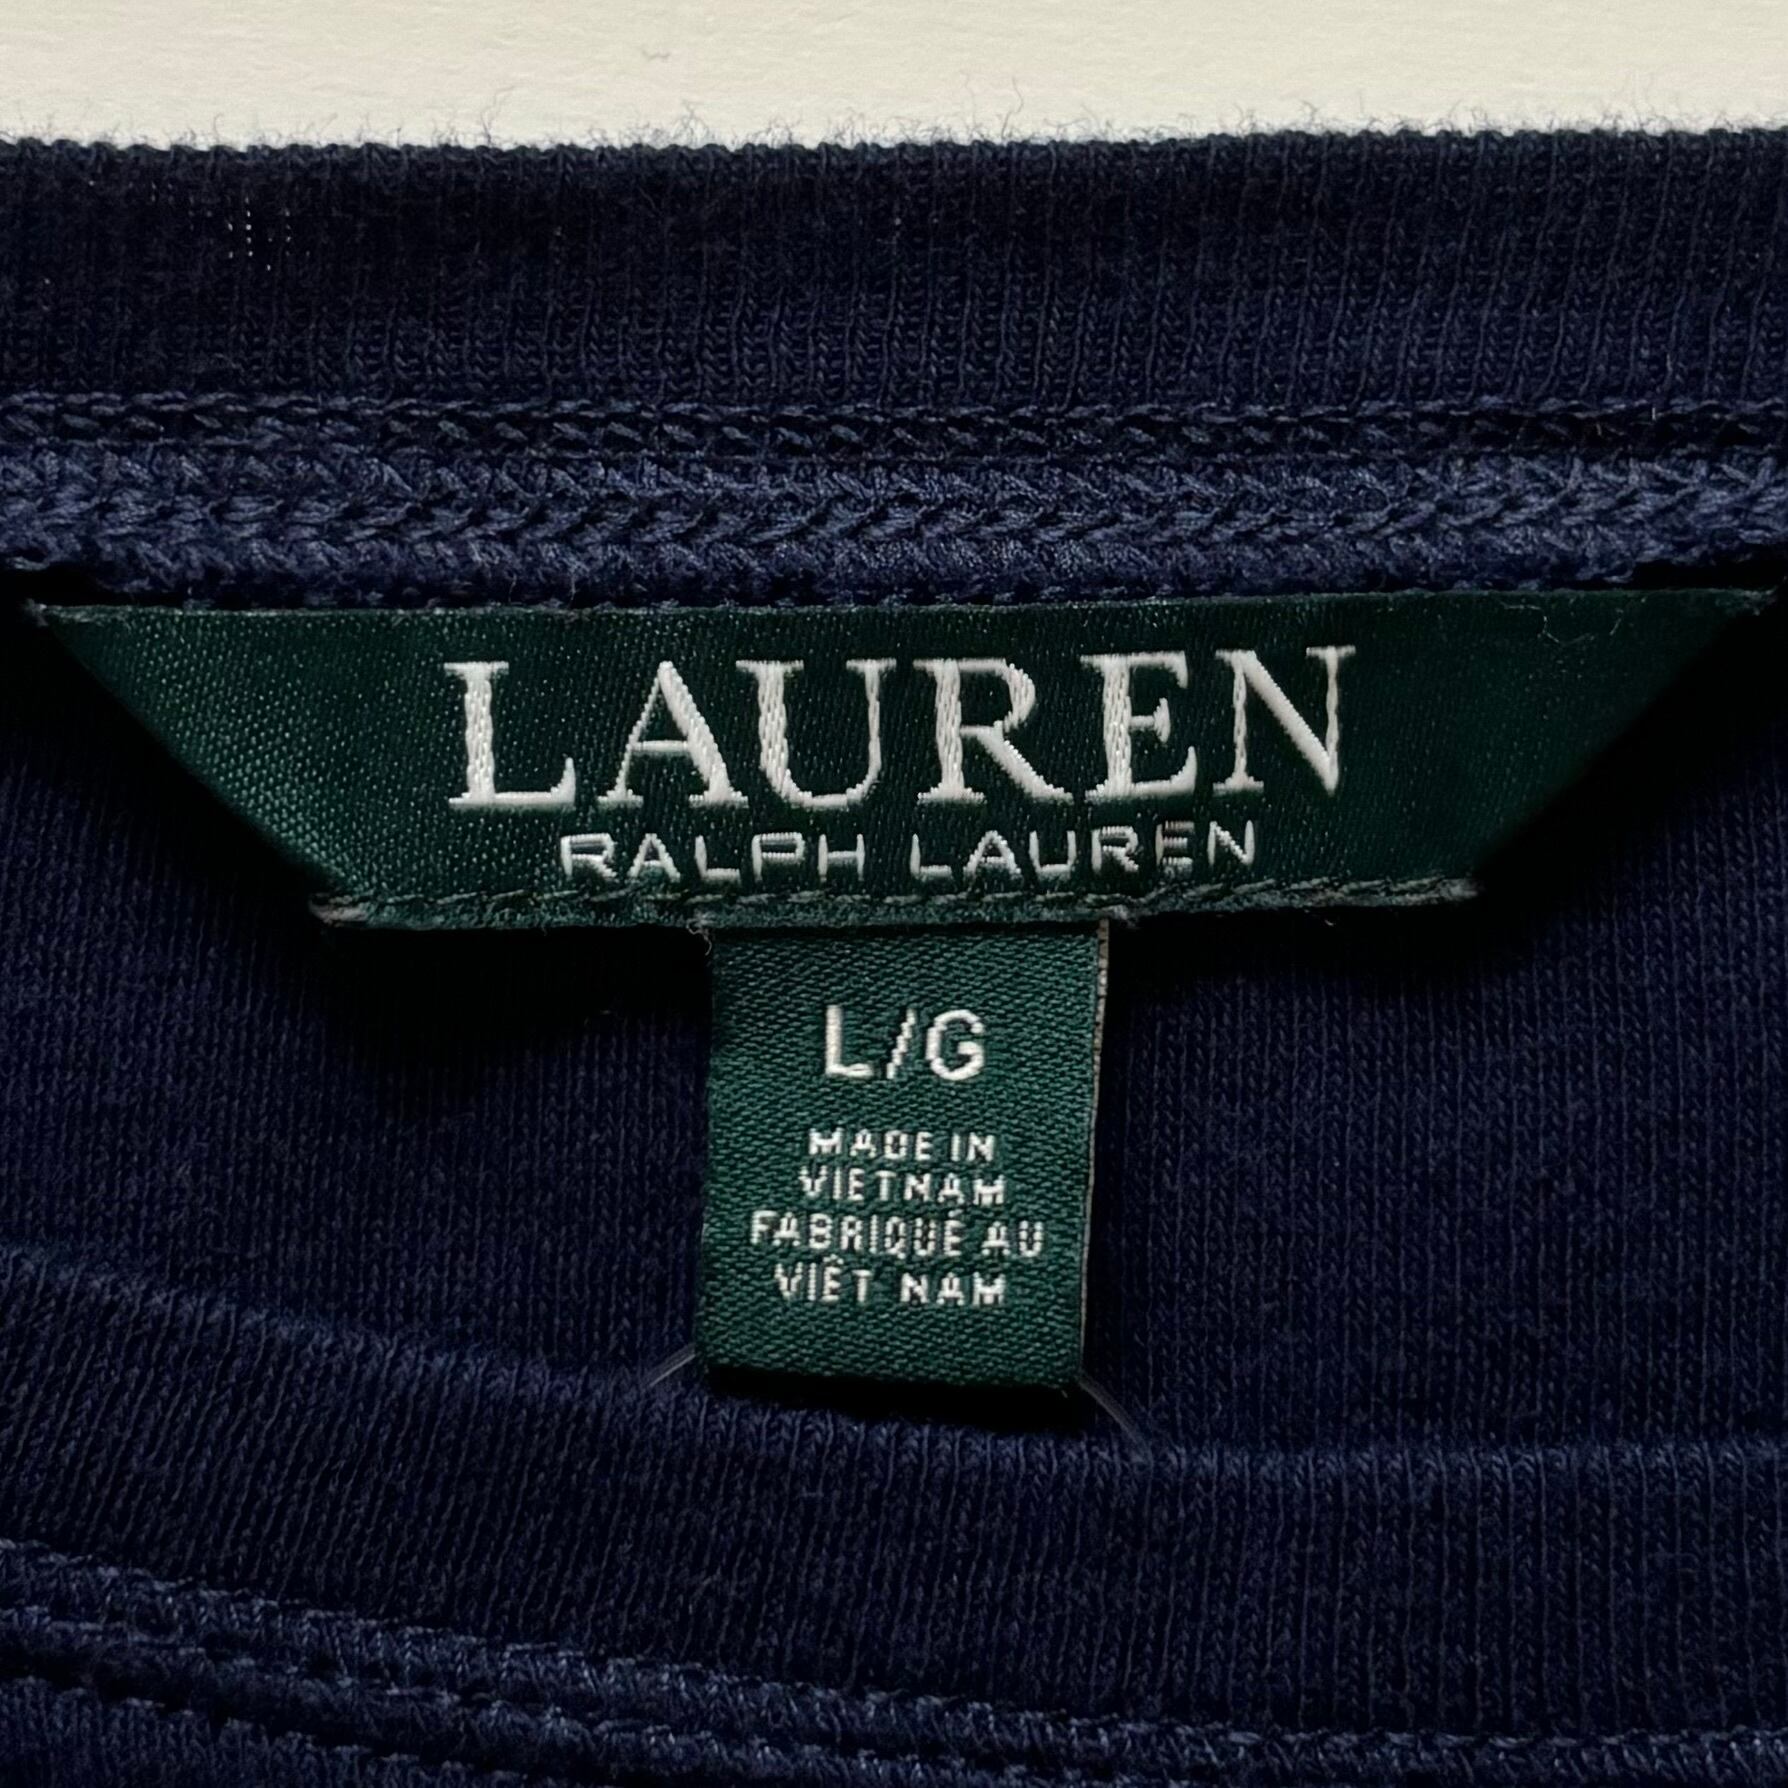 LAUREN
RALPH LAUREN
L/G
MADE IN
VIETNAM
FABRIQUÉ AU
VIÊT NAM